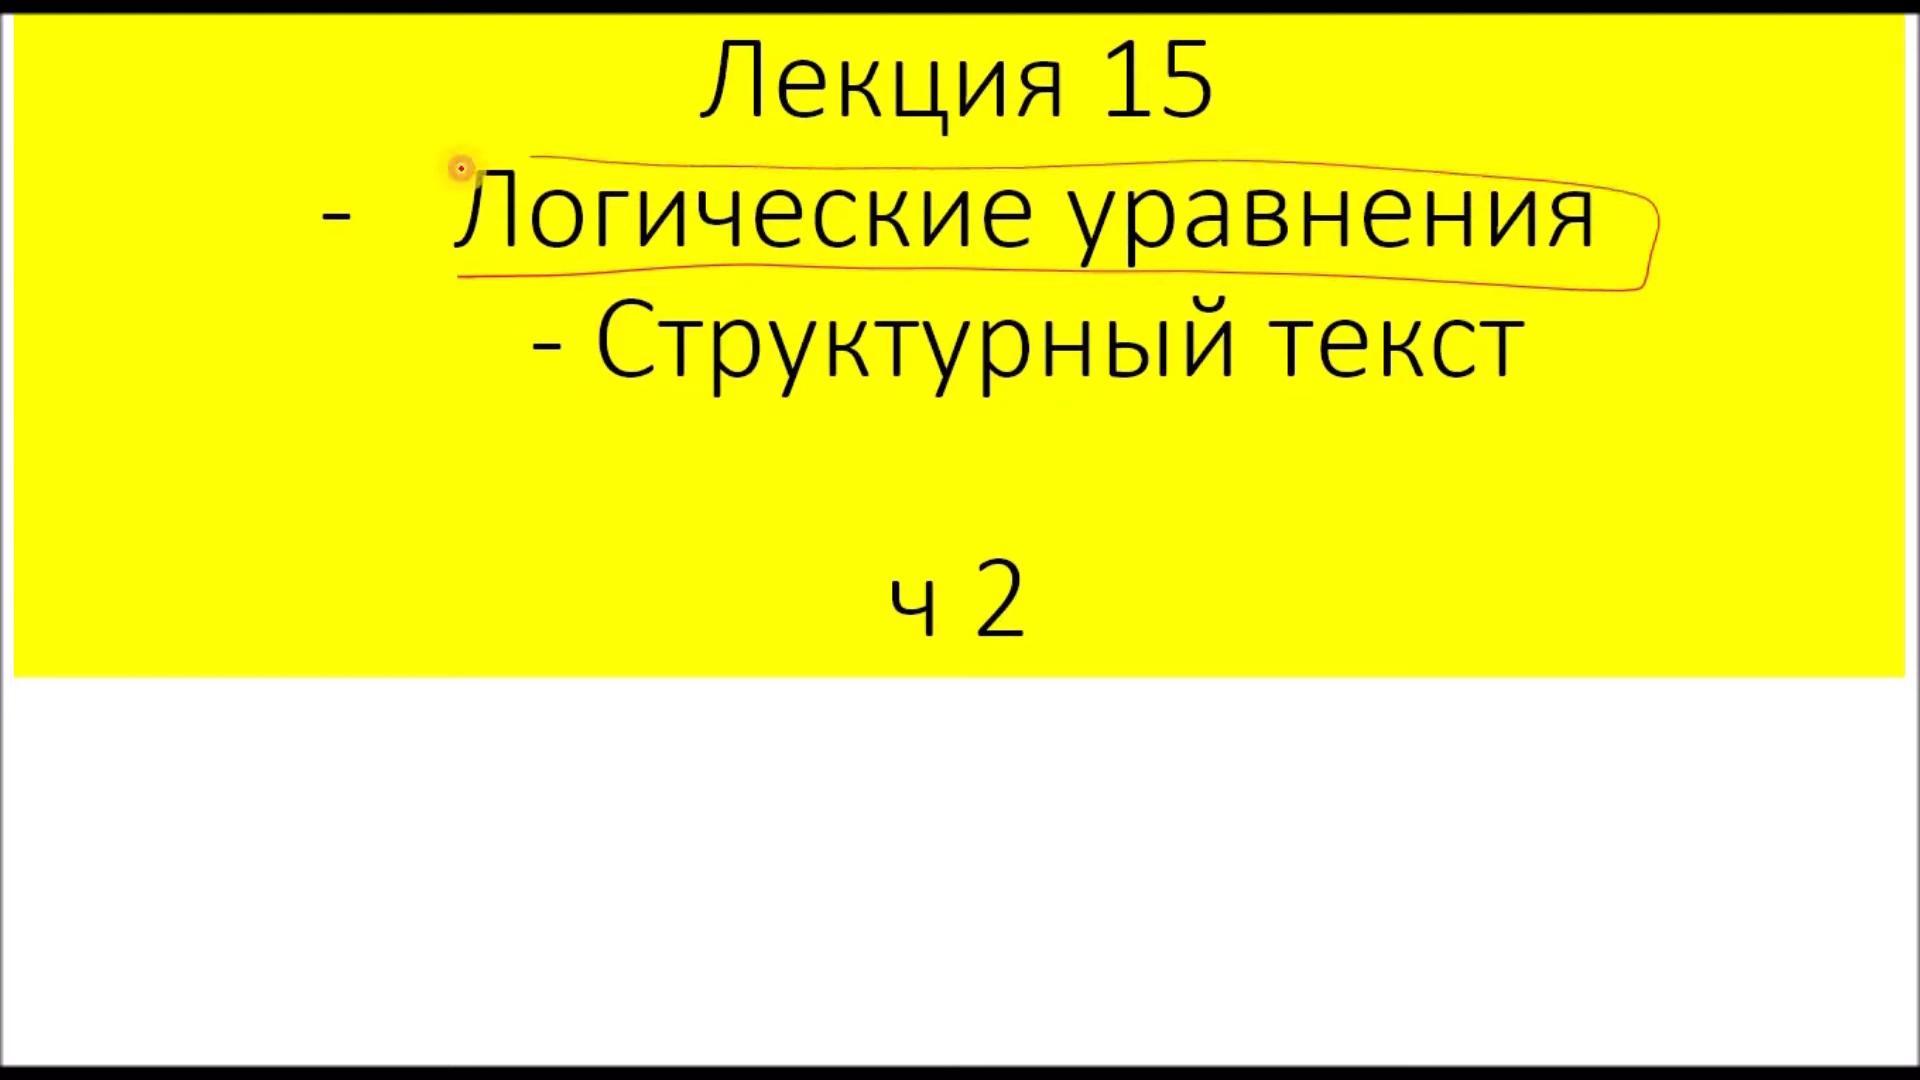 Лекция 15
- Логические уравнения
- Структурный текст
ч 2